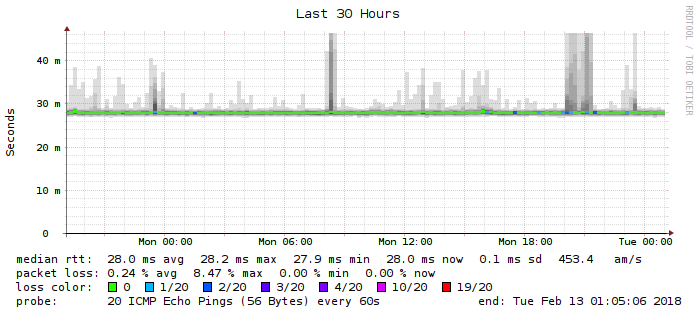 Last 30 Hours
RRDTOOL / TOBI OETIKER
Seconds
40 m
30 m
20 m
10 m
0
Mon 00:00 Mon 06:00 Mon 12:00 Mon 18:00 Tue 00:00
median rtt: 28.0 ms avg 28.2 ms max 27.9 ms min 28.0 ms now 0.1 ms sd 453.4 am/s
packet loss: 0.24 % avg 8.47 % max 0.00 % min 0.00 % now
loss color: 0 1/20 2/20 3/20 4/20 10/20 19/20
probe: 20 ICMP Echo Pings (56 Bytes) every 60s end: Tue Feb 13 01:05:06 2018